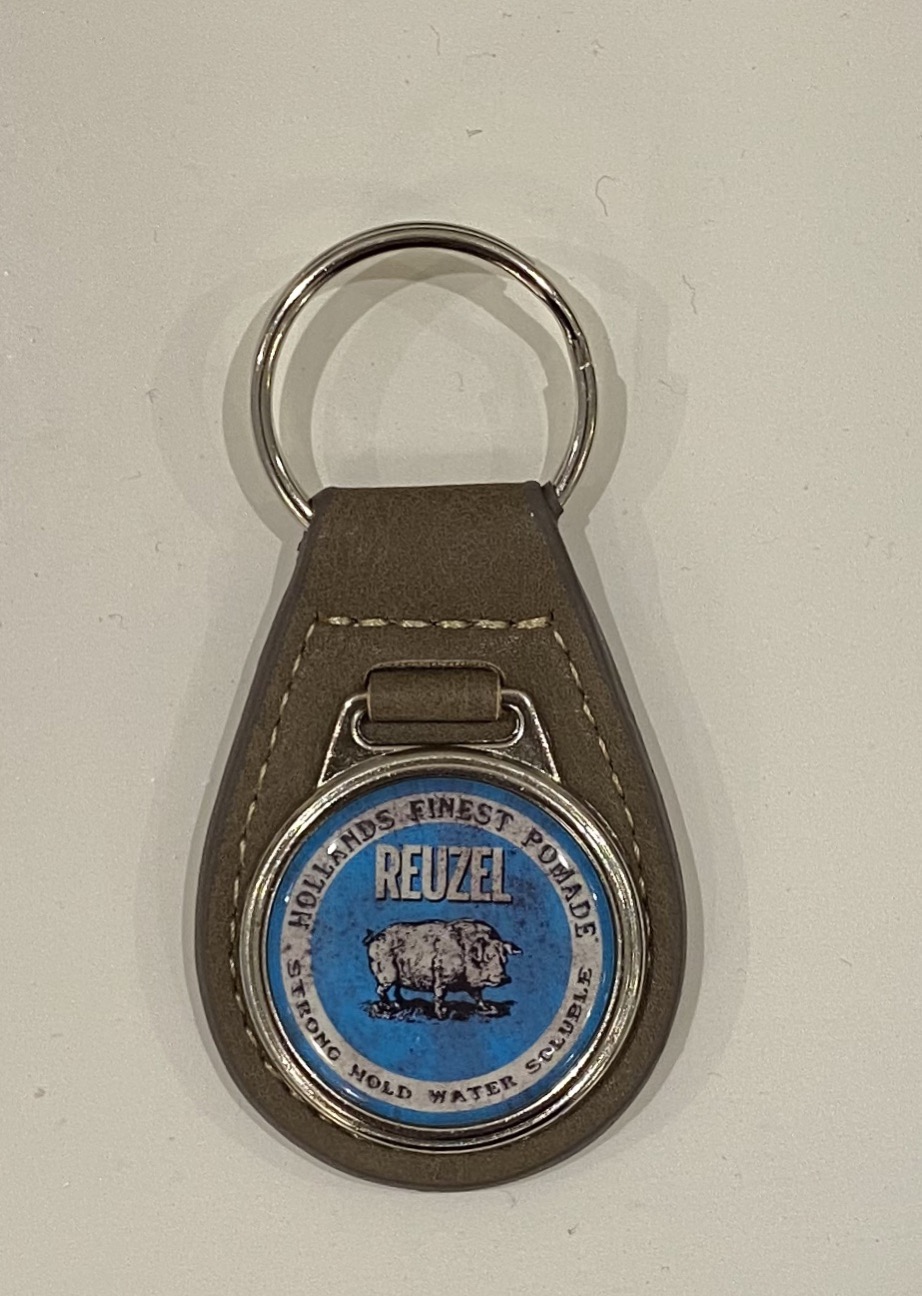 HOLLANDS FINEST POMADE
REUZEL
STRONG HOLD WATER SOLUBLE